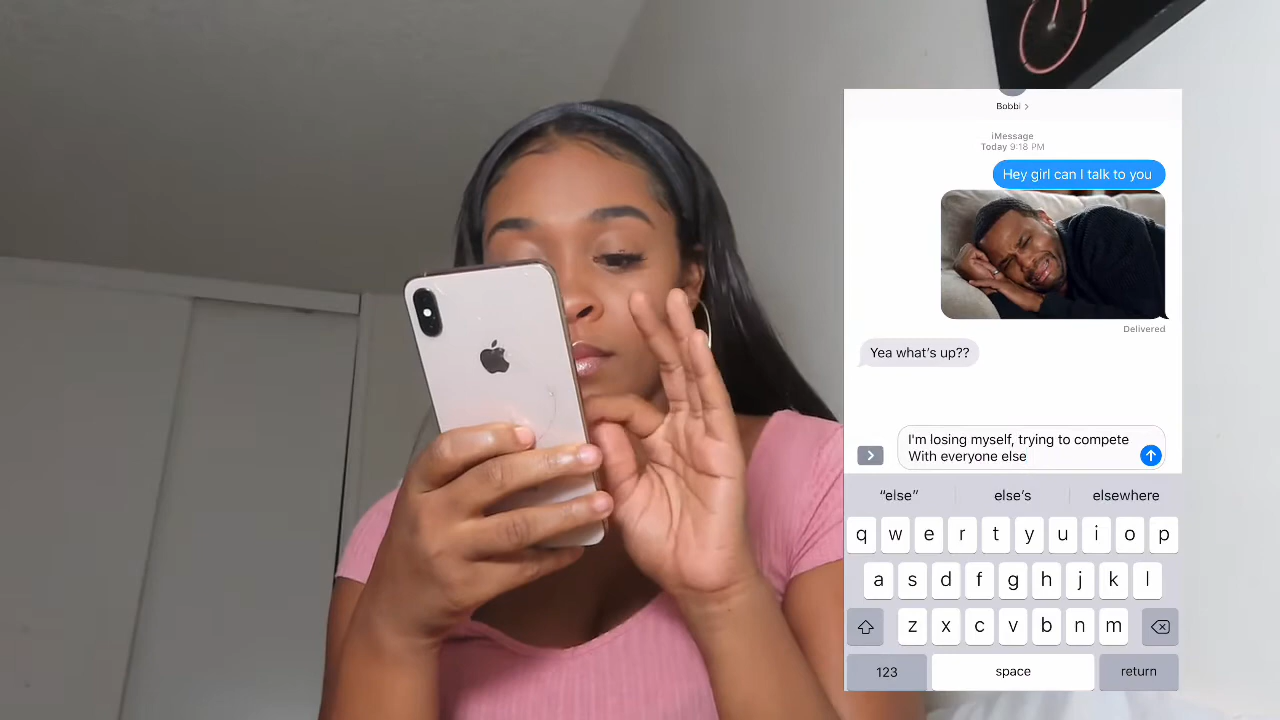 Bobbi >
iMessage
Today 9:18 PM
Hey girl can I talk to you
Delivered
Yea what's up??
I'm losing myself, trying to compete
With everyone else
“else”
else's
elsewhere
q w e r t y u i o p
a s d f g h j k l
z x c v b n m
123
space
return